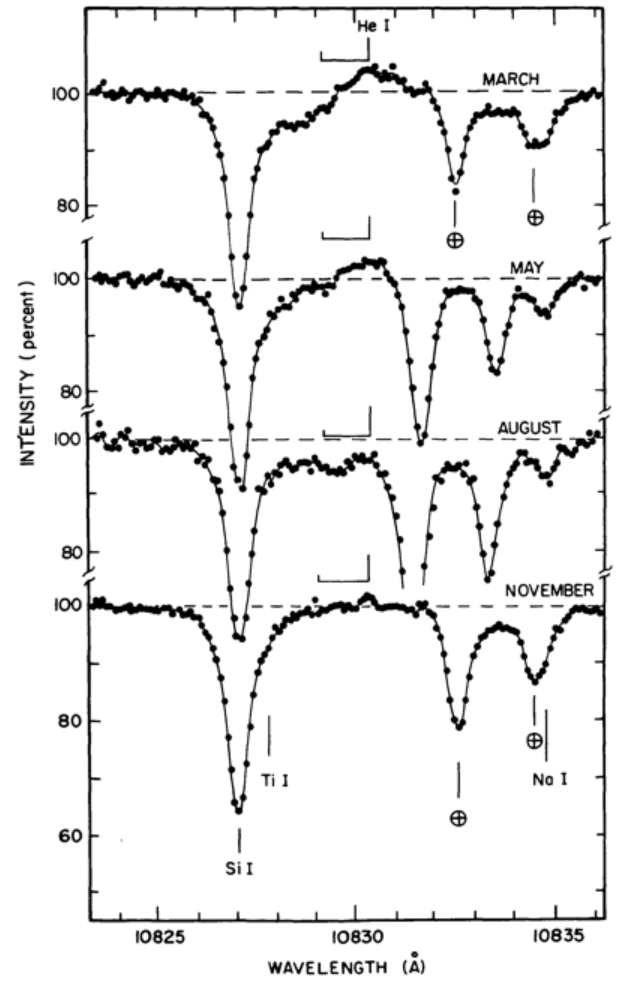 He I
100
MARCH
80
⊕
⊕
100
MAY
80
100
AUGUST
80
100
NOVEMBER
80
60
Ti I
⊕
Na I
⊕
Si I
INTENSITY (percent)
10825
10830
10835
WAVELENGTH (Å)